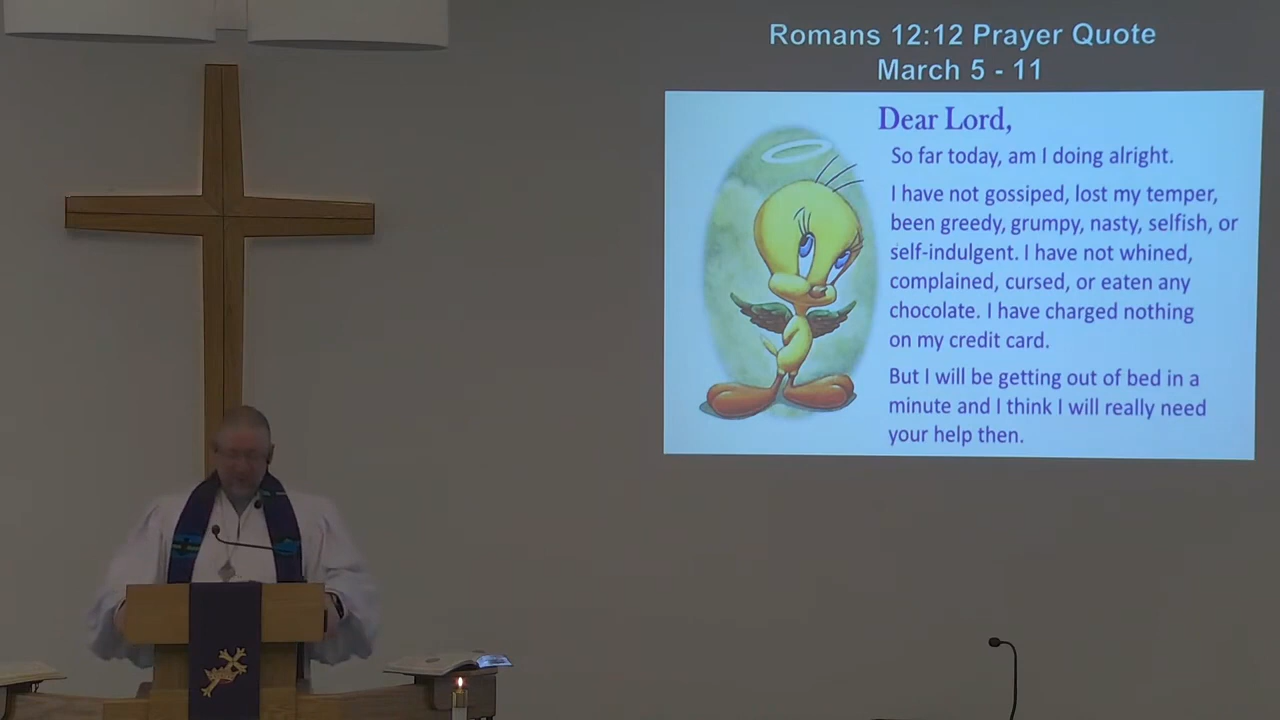 Romans 12:12 Prayer Quote
March 5 - 11
Dear Lord,
So far today, am I doing alright.
I have not gossiped, lost my temper,
been greedy, grumpy, nasty, selfish, or
self-indulgent. I have not whined,
complained, cursed, or eaten any
chocolate. I have charged nothing
on my credit card.
But I will be getting out of bed in a
minute and I think I will really need
your help then.